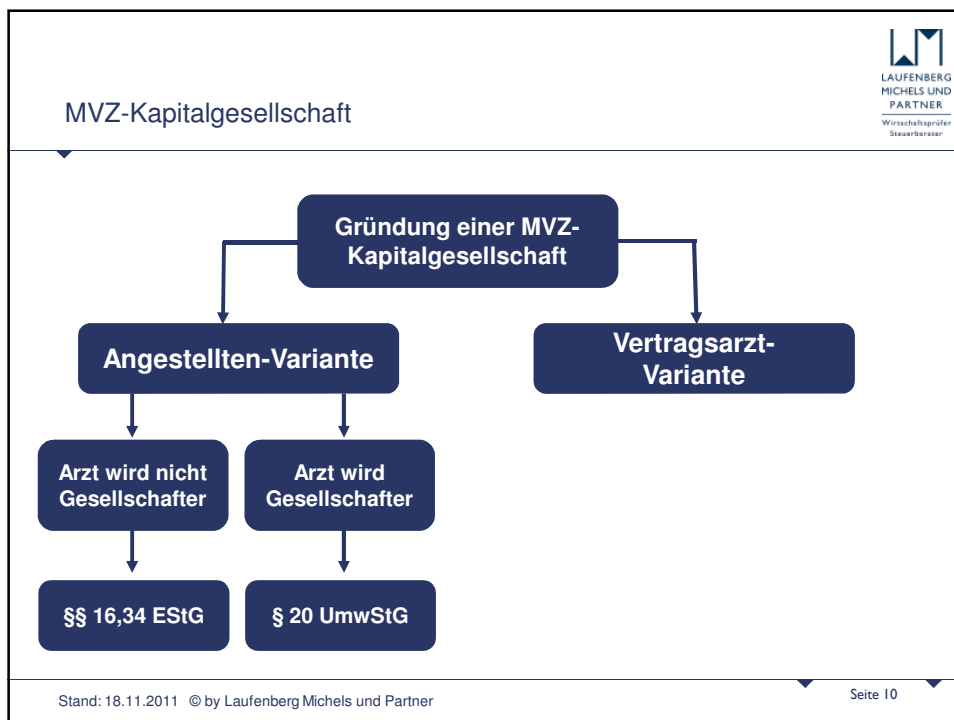 LAUFENBERG
MICHELS UND
PARTNER
Wirtschaftsprüfer
Steuerberater
MVZ-Kapitalgesellschaft
Gründung einer MVZ-
Kapitalgesellschaft
Angestellten-Variante
Vertragsarzt-
Variante
Arzt wird nicht
Gesellschafter
Arzt wird
Gesellschafter
§§ 16,34 EStG
§ 20 UmwStG
Stand: 18.11.2011 © by Laufenberg Michels und Partner
Seite 10